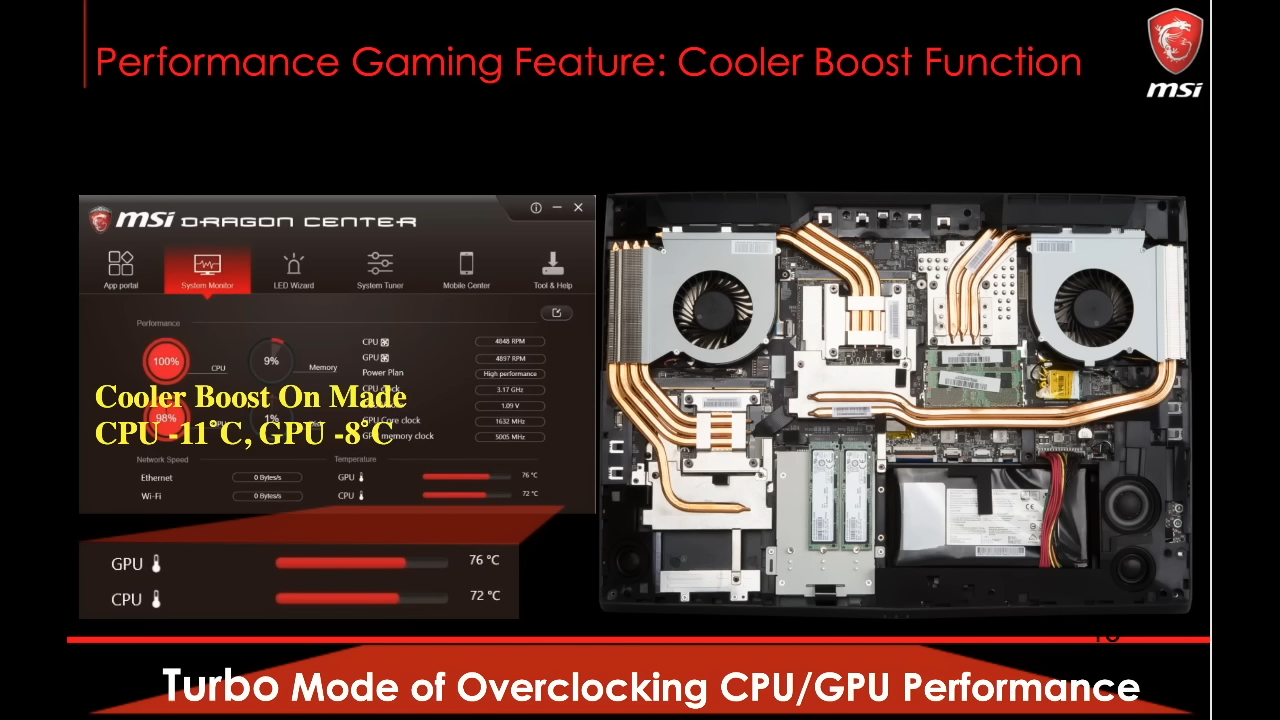 Performance Gaming Feature: Cooler Boost Function
msi
msi DRAGON CENTER
App portal
System Monitor
LED Wizard
System Tuner
Mobile Center
Tool & Help
Performance
100%
CPU
9%
Memory
CPU
4848 RPM
GPU
4897 RPM
Power Plan
High performance
3.17 GHz
1.09 V
Core clock
1632 MHz
memory clock
5005 MHz
98%
1%
Cooler Boost On Made
CPU -11°C, GPU -8°C
Network Speed
Ethernet
0 Bytes/s
Wi-Fi
0 Bytes/s
Temperature
GPU
76 °C
CPU
72 °C
GPU
76 °C
CPU
72 °C
Turbo Mode of Overclocking CPU/GPU Performance